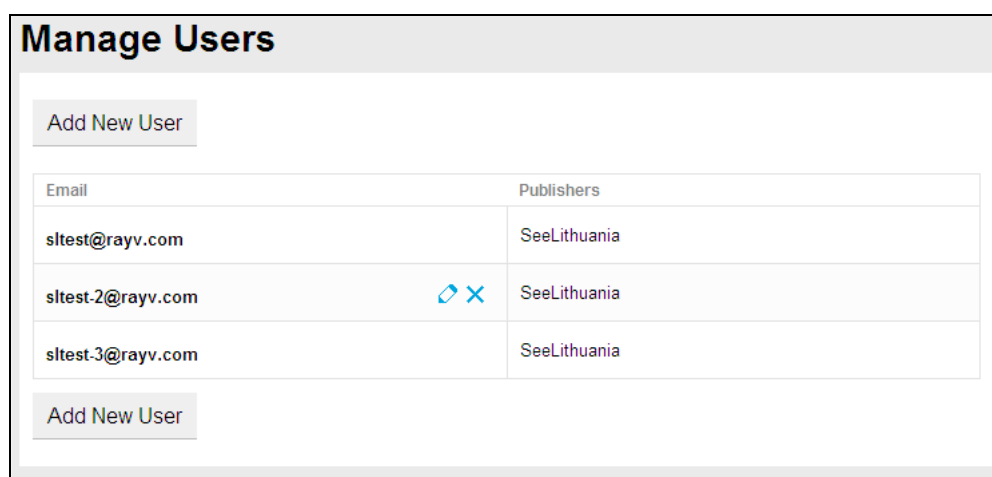 Manage Users
Add New User
Email Publishers
sltest@rayv.com SeeLithuania
sltest-2@rayv.com SeeLithuania
sltest-3@rayv.com SeeLithuania
Add New User